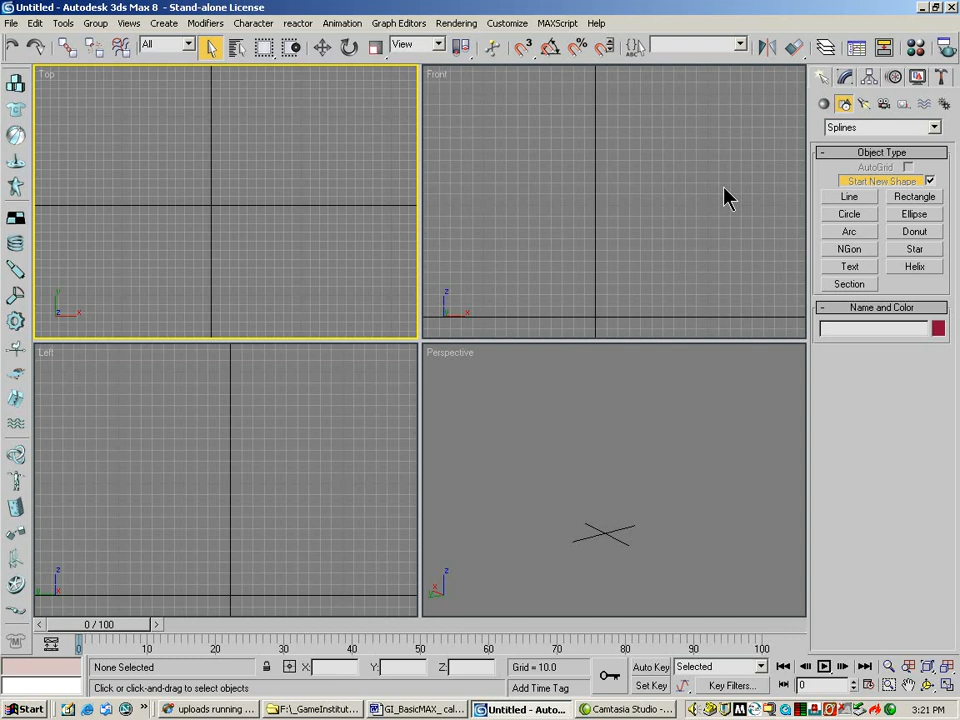 Untitled - Autodesk 3ds Max 8 - Stand-alone License
File Edit Tools Group Views Create Modifiers Character reactor Animation Graph Editors Rendering Customize MAXScript Help
All View 3 % ABC
Top Front
Splines
- Object Type
AutoGrid
Start New Shape
Line Rectangle
Circle Ellipse
Arc Donut
NGon Star
Text Helix
Section
- Name and Color
y z x z y x
Left Perspective
z y x z x y
< 0 / 100 >
0 10 20 30 40 50 60 70 80 90 100
None Selected X: Y: Z: Grid = 10.0 Auto Key Selected
Click or click-and-drag to select objects Add Time Tag Set Key Key Filters... 0
Start » uploads running ... F:\_GameInstitut... GI_BasicMAX,_cal... Untitled - Auto... Camtasia Studio - ... 3:21 PM